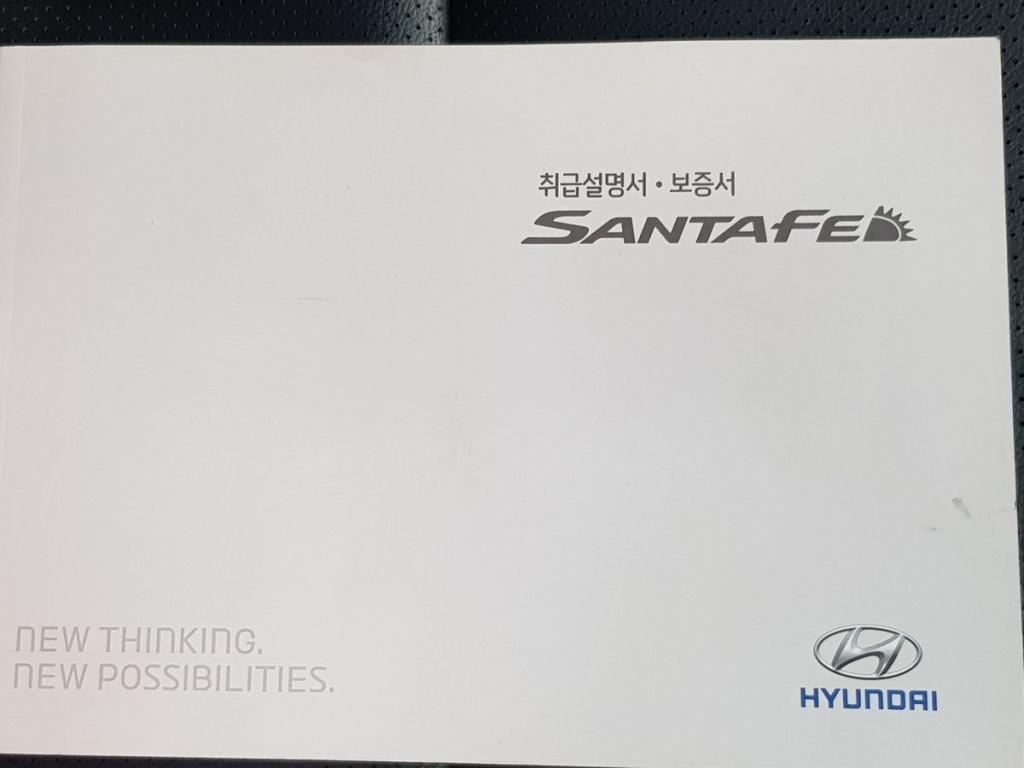 취급설명서 • 보증서
SANTAFE
NEW THINKING.
NEW POSSIBILITIES.
HYUNDAI